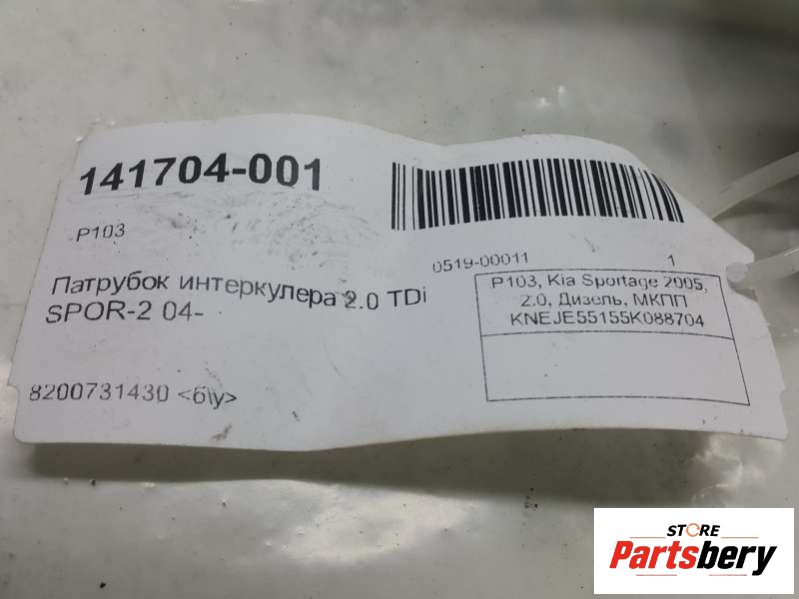 141704-001
P103
Патрубок интеркулера 2.0 TDi
SPOR-2 04-
8200731430 <б\у>
0519-00011 1
P103, Kia Sportage 2005,
2.0, Дизель, МКПП
KNEJE55155K088704
STORE
Partsbery